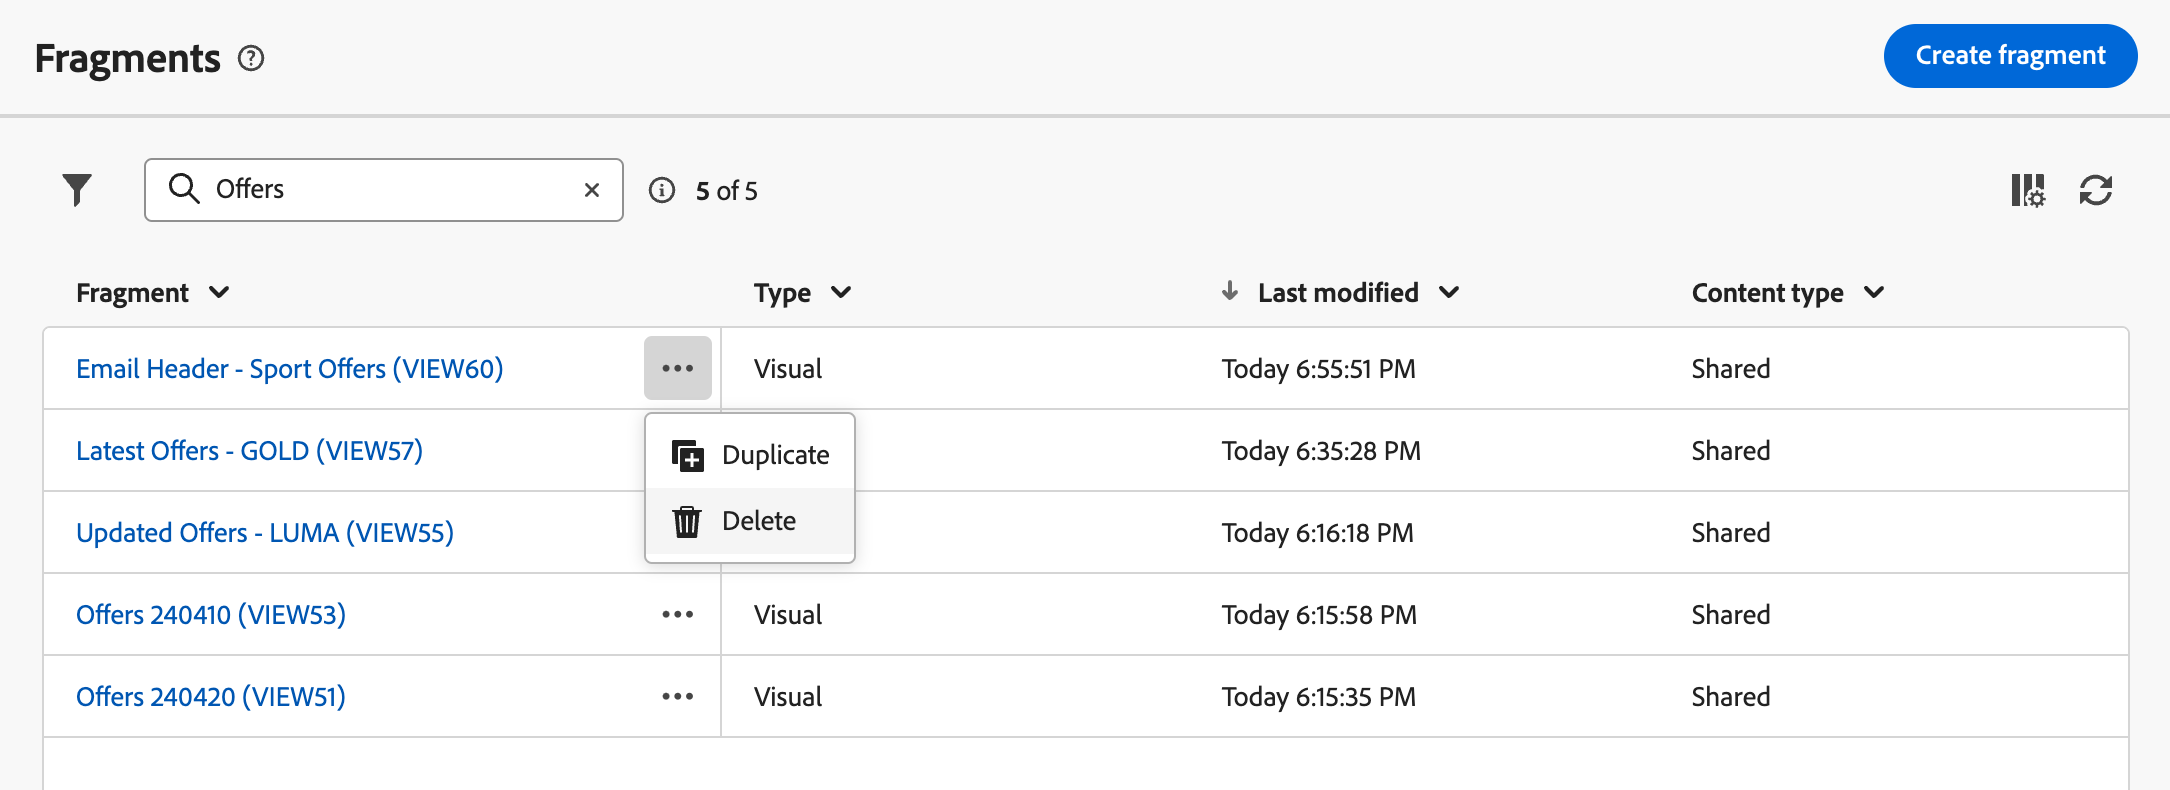 Fragments
Create fragment
Offers
5 of 5
Fragment Type Last modified Content type
Email Header - Sport Offers (VIEW60) Visual Today 6:55:51 PM Shared
Latest Offers - GOLD (VIEW57) Today 6:35:28 PM Shared
Duplicate
Delete
Updated Offers - LUMA (VIEW55) Today 6:16:18 PM Shared
Offers 240410 (VIEW53) Visual Today 6:15:58 PM Shared
Offers 240420 (VIEW51) Visual Today 6:15:35 PM Shared